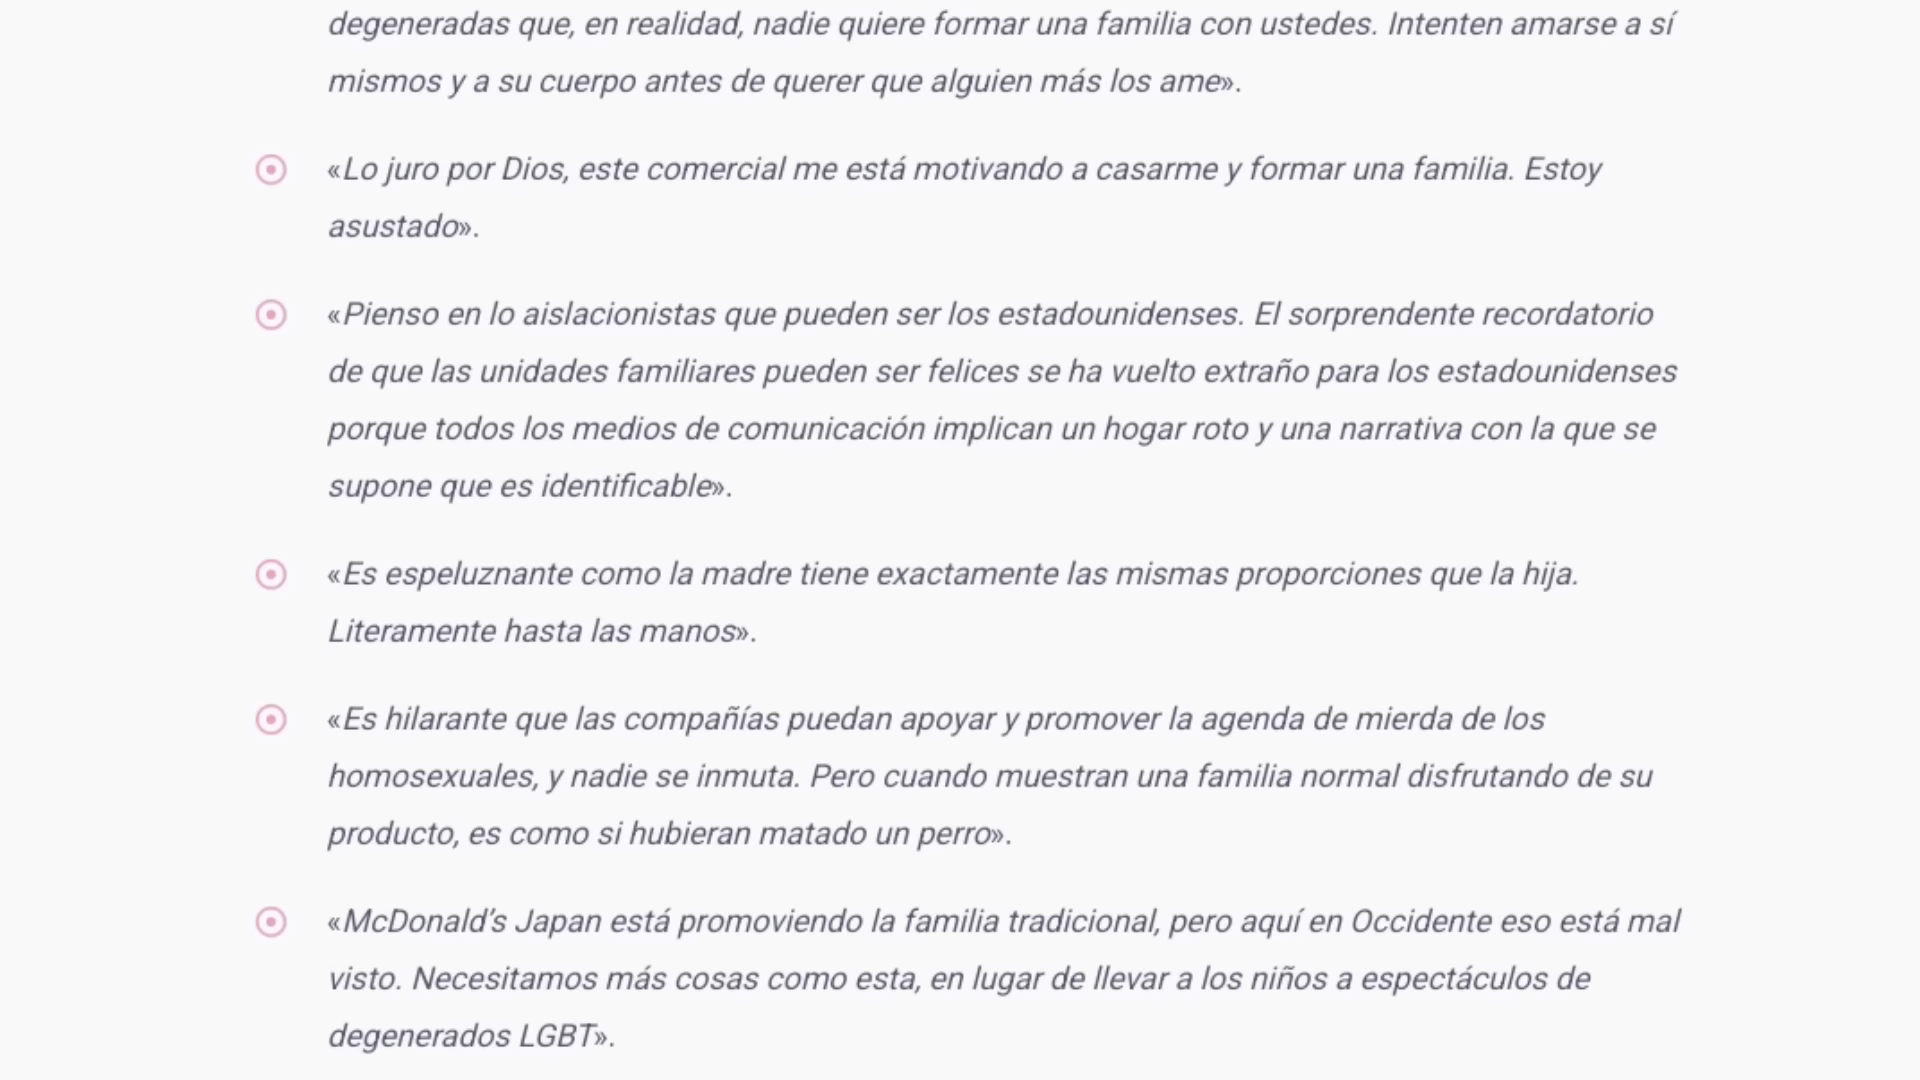 degeneradas que, en realidad, nadie quiere formar una familia con ustedes. Intenten amarse a sí
mismos y a su cuerpo antes de querer que alguien más los ame».
«Lo juro por Dios, este comercial me está motivando a casarme y formar una familia. Estoy
asustado».
«Pienso en lo aislacionistas que pueden ser los estadounidenses. El sorprendente recordatorio
de que las unidades familiares pueden ser felices se ha vuelto extraño para los estadounidenses
porque todos los medios de comunicación implican un hogar roto y una narrativa con la que se
supone que es identificable».
«Es espeluznante como la madre tiene exactamente las mismas proporciones que la hija.
Literamente hasta las manos».
«Es hilarante que las compañías puedan apoyar y promover la agenda de mierda de los
homosexuales, y nadie se inmuta. Pero cuando muestran una familia normal disfrutando de su
producto, es como si hubieran matado un perro».
«McDonald’s Japan está promoviendo la familia tradicional, pero aquí en Occidente eso está mal
visto. Necesitamos más cosas como esta, en lugar de llevar a los niños a espectáculos de
degenerados LGBT».